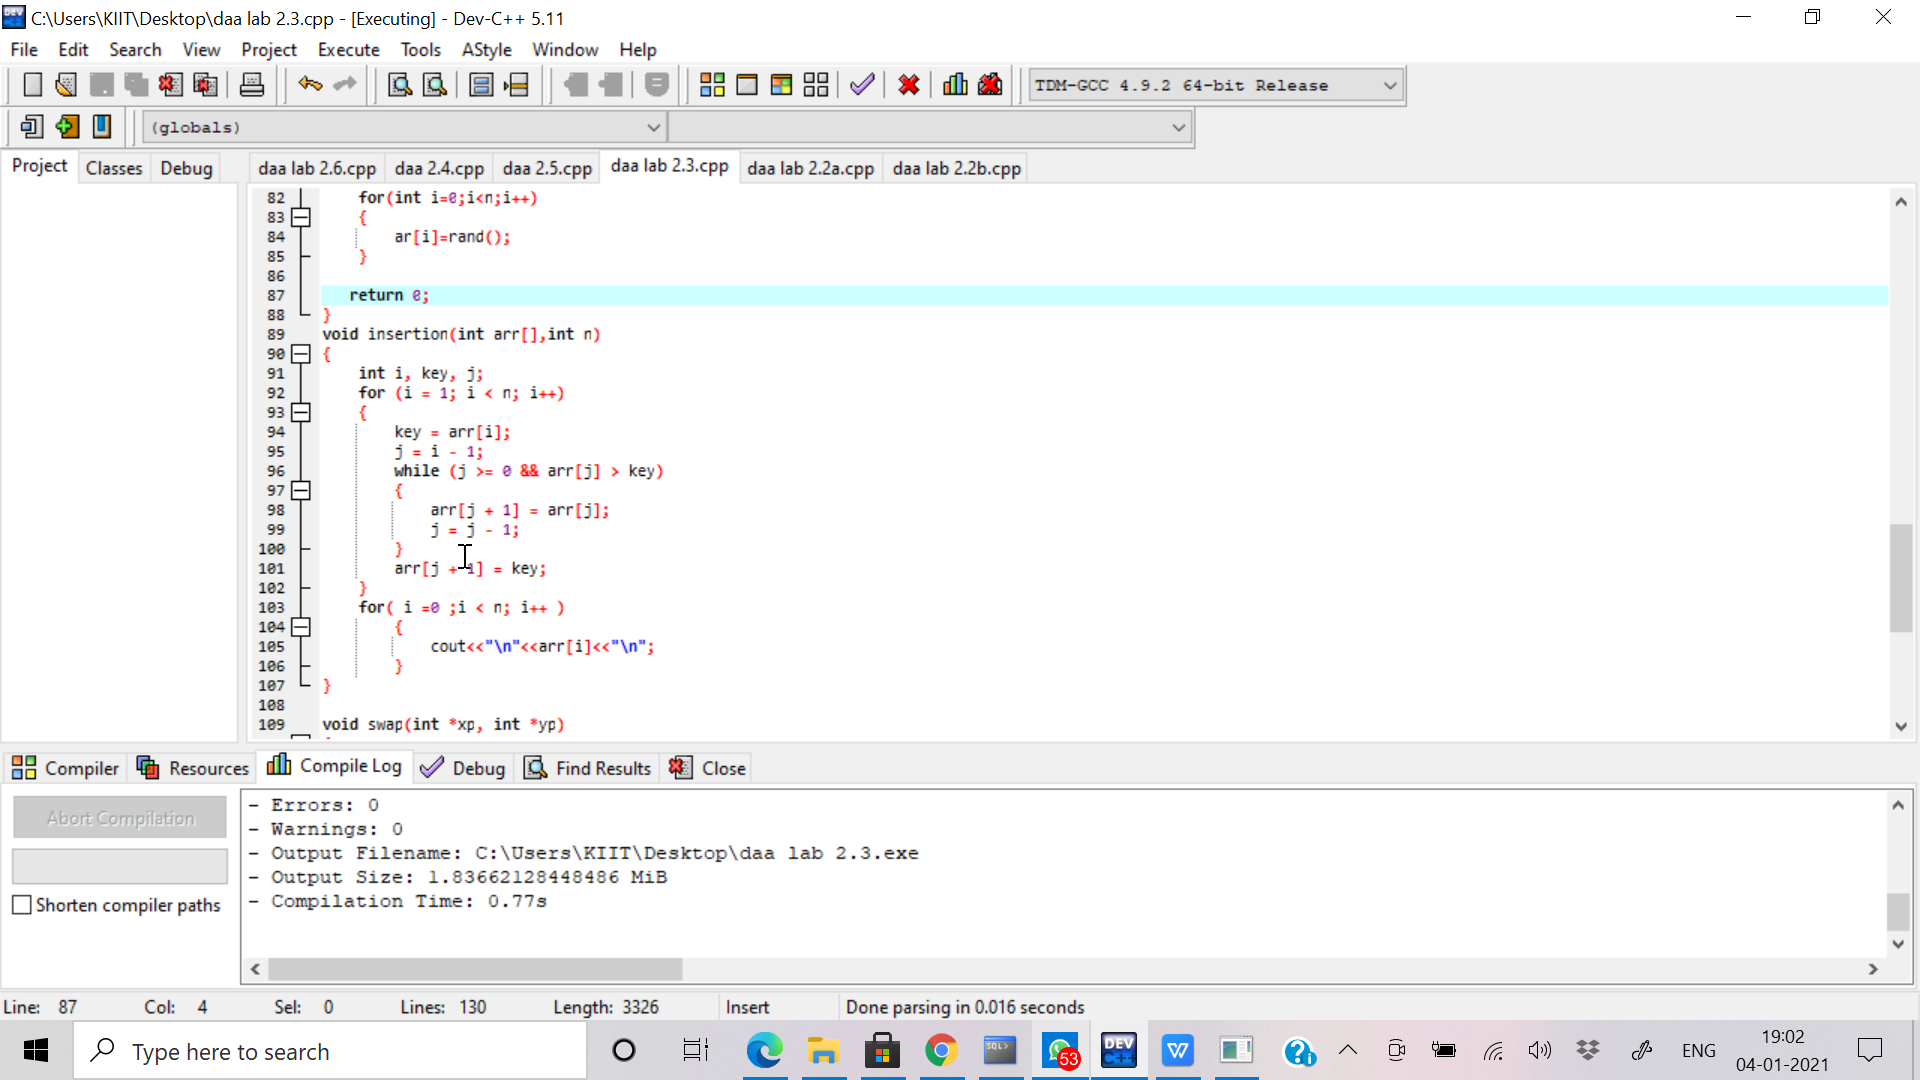 C:\Users\KIIT\Desktop\daa lab 2.3.cpp - [Executing] - Dev-C++ 5.11
File Edit Search View Project Execute Tools AStyle Window Help
TDM-GCC 4.9.2 64-bit Release
(globals)
Project Classes Debug
daa lab 2.6.cpp daa 2.4.cpp daa 2.5.cpp daa lab 2.3.cpp daa lab 2.2a.cpp daa lab 2.2b.cpp
82 for(int i=0;i<n;i++)
83 {
84 ar[i]=rand();
85 }
86
87 return 0;
88 }
89 void insertion(int arr[],int n)
90 {
91 int i, key, j;
92 for (i = 1; i < n; i++)
93 {
94 key = arr[i];
95 j = i - 1;
96 while (j >= 0 && arr[j] > key)
97 {
98 arr[j + 1] = arr[j];
99 j = j - 1;
100 }
101 arr[j + 1] = key;
102 }
103 for( i =0 ;i < n; i++ )
104 {
105 cout<<"\n"<<arr[i]<<"\n";
106 }
107 }
108
109 void swap(int *xp, int *yp)
Compiler Resources Compile Log Debug Find Results Close
Abort Compilation
Shorten compiler paths
- Errors: 0
- Warnings: 0
- Output Filename: C:\Users\KIIT\Desktop\daa lab 2.3.exe
- Output Size: 1.83662128448486 MiB
- Compilation Time: 0.77s
Line: 87 Col: 4 Sel: 0 Lines: 130 Length: 3326 Insert Done parsing in 0.016 seconds
Type here to search
SQL>
53
DEV C++
W
ENG
19:02
04-01-2021